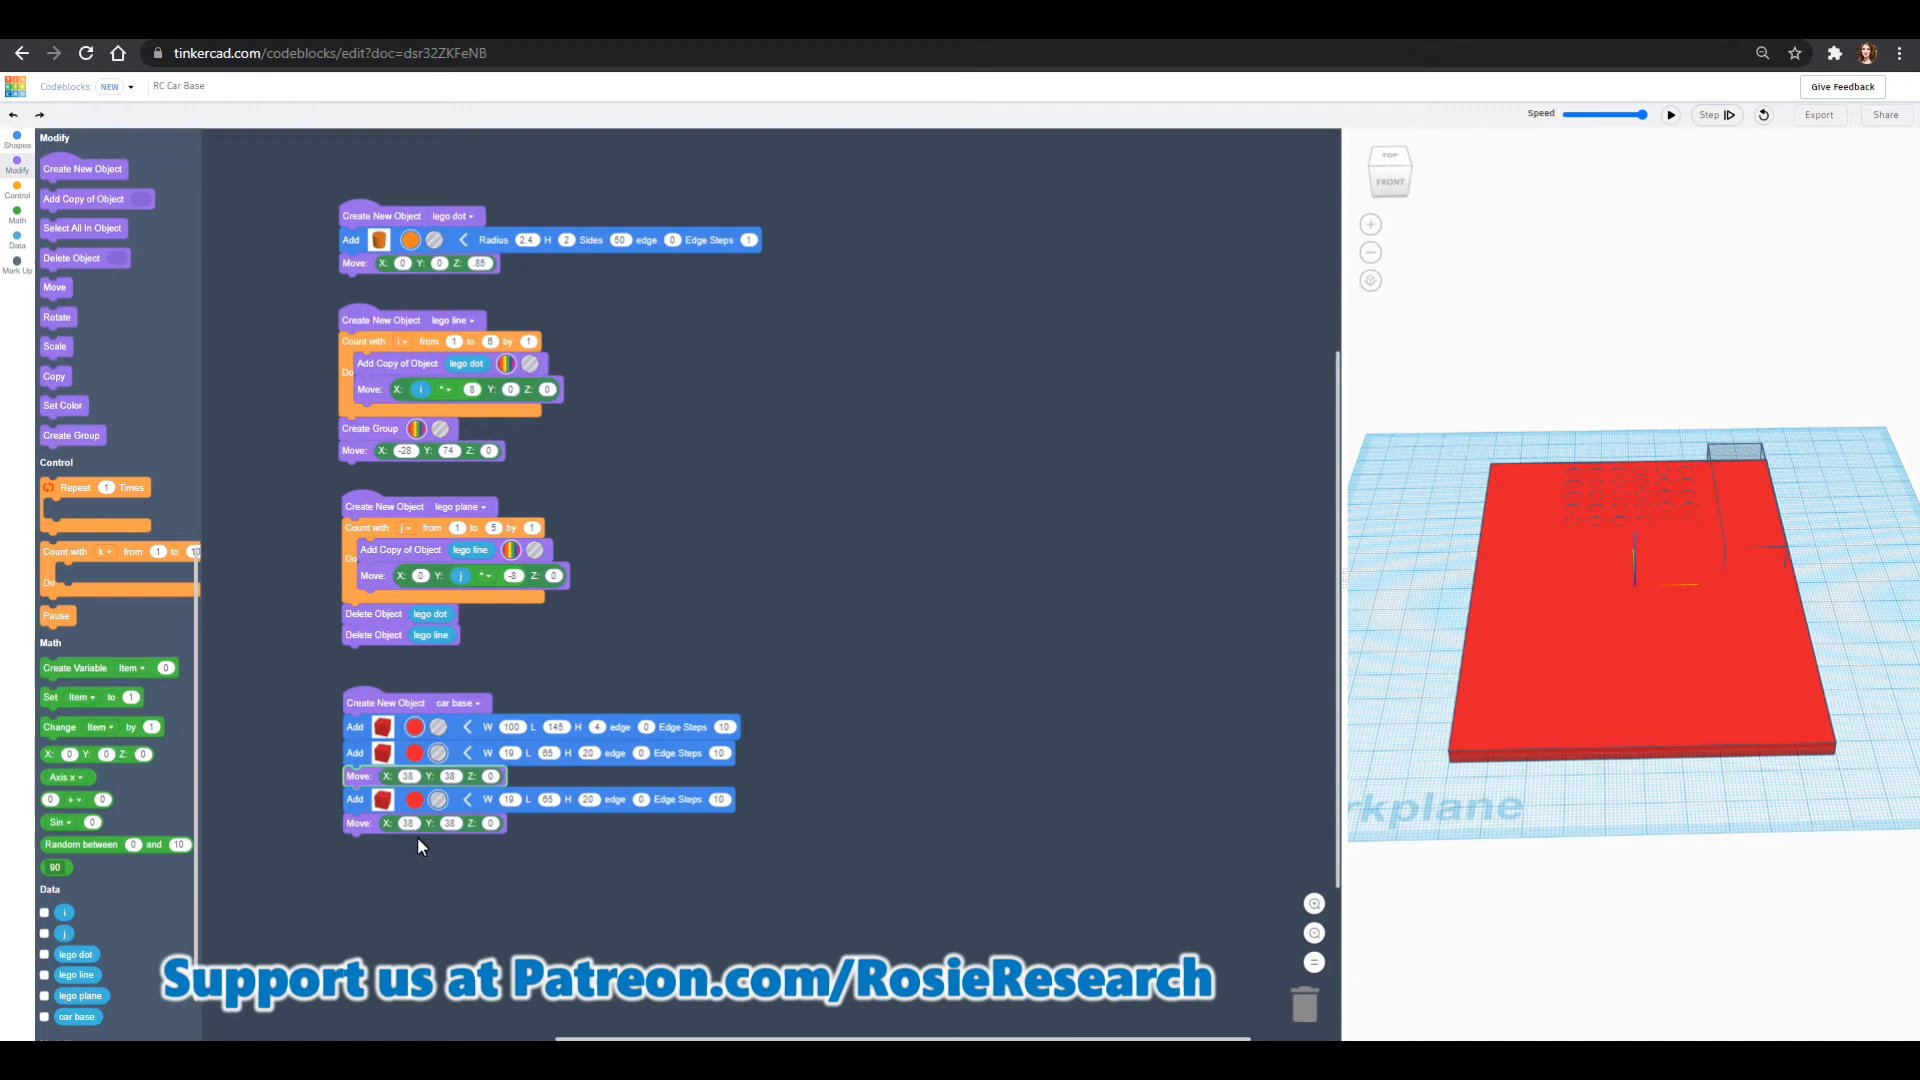 tinkercad.com/codeblocks/edit?doc=dsr32ZKFeNB
Codeblocks NEW RC Car Base Give Feedback
Speed Step Export Share
Shapes
Modify
Control
Math
Data
Mark Up
Modify
Create New Object
Add Copy of Object
Select All In Object
Delete Object
Move
Rotate
Scale
Copy
Set Color
Create Group
Control
Repeat 1 Times
Count with k from 1 to 10
Do
Pause
Math
Create Variable Item 0
Set Item to 1
Change Item by 1
X: 0 Y: 0 Z: 0
Axis x
0 + 0
Sin 0
Random between 0 and 10
90
Data
i
j
lego dot
lego line
lego plane
car base
Create New Object lego dot
Add Radius 2.4 H 2 Sides 50 edge 0 Edge Steps 1
Move: X: 0 Y: 0 Z: .85
Create New Object lego line
Count with i from 1 to 6 by 1
Do
Add Copy of Object lego dot
Move: X: i * 8 Y: 0 Z: 0
Create Group
Move: X: -28 Y: 74 Z: 0
Create New Object lego plane
Count with j from 1 to 5 by 1
Do
Add Copy of Object lego line
Move: X: 0 Y: j * -8 Z: 0
Delete Object lego dot
Delete Object lego line
Create New Object car base
Add W 100 L 145 H 4 edge 0 Edge Steps 10
Add W 19 L 65 H 20 edge 0 Edge Steps 10
Move: X: 38 Y: 38 Z: 0
Add W 19 L 65 H 20 edge 0 Edge Steps 10
Move: X: 38 Y: 38 Z: 0
TOP
FRONT
rkplane
Support us at Patreon.com/RosieResearch